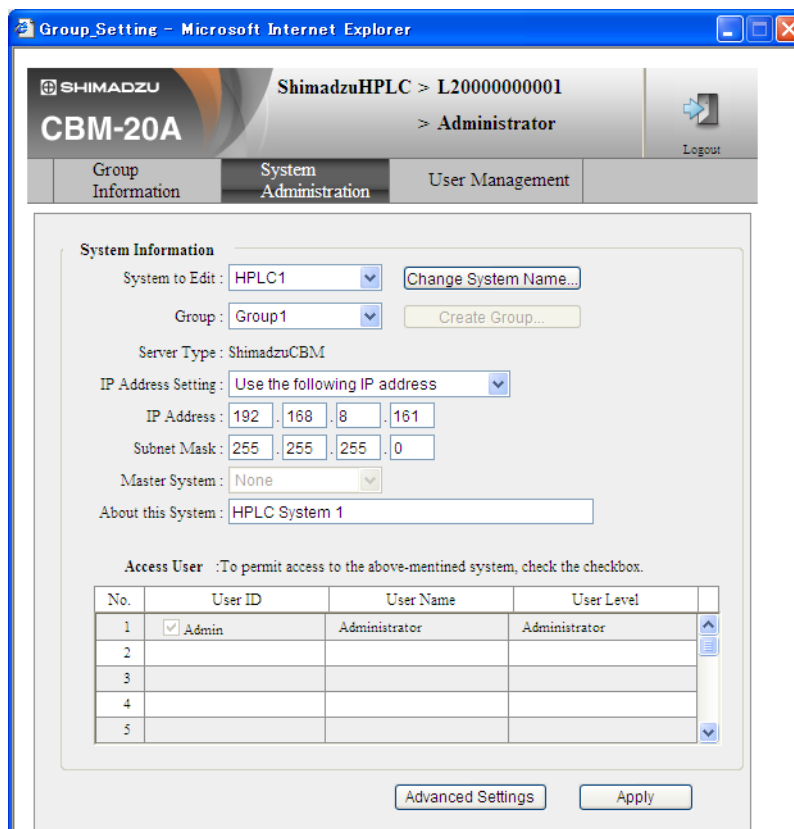 Group_Setting - Microsoft Internet Explorer
SHIMADZU
CBM-20A
ShimadzuHPLC > L20000000001
> Administrator
Logout
Group Information
System Administration
User Management
System Information
System to Edit : HPLC1 Change System Name...
Group : Group1 Create Group...
Server Type : ShimadzuCBM
IP Address Setting : Use the following IP address
IP Address : 192 . 168 . 8 . 161
Subnet Mask : 255 . 255 . 255 . 0
Master System : None
About this System : HPLC System 1
Access User :To permit access to the above-mentined system, check the checkbox.
No. User ID User Name User Level
1 Admin Administrator Administrator
2
3
4
5
Advanced Settings Apply